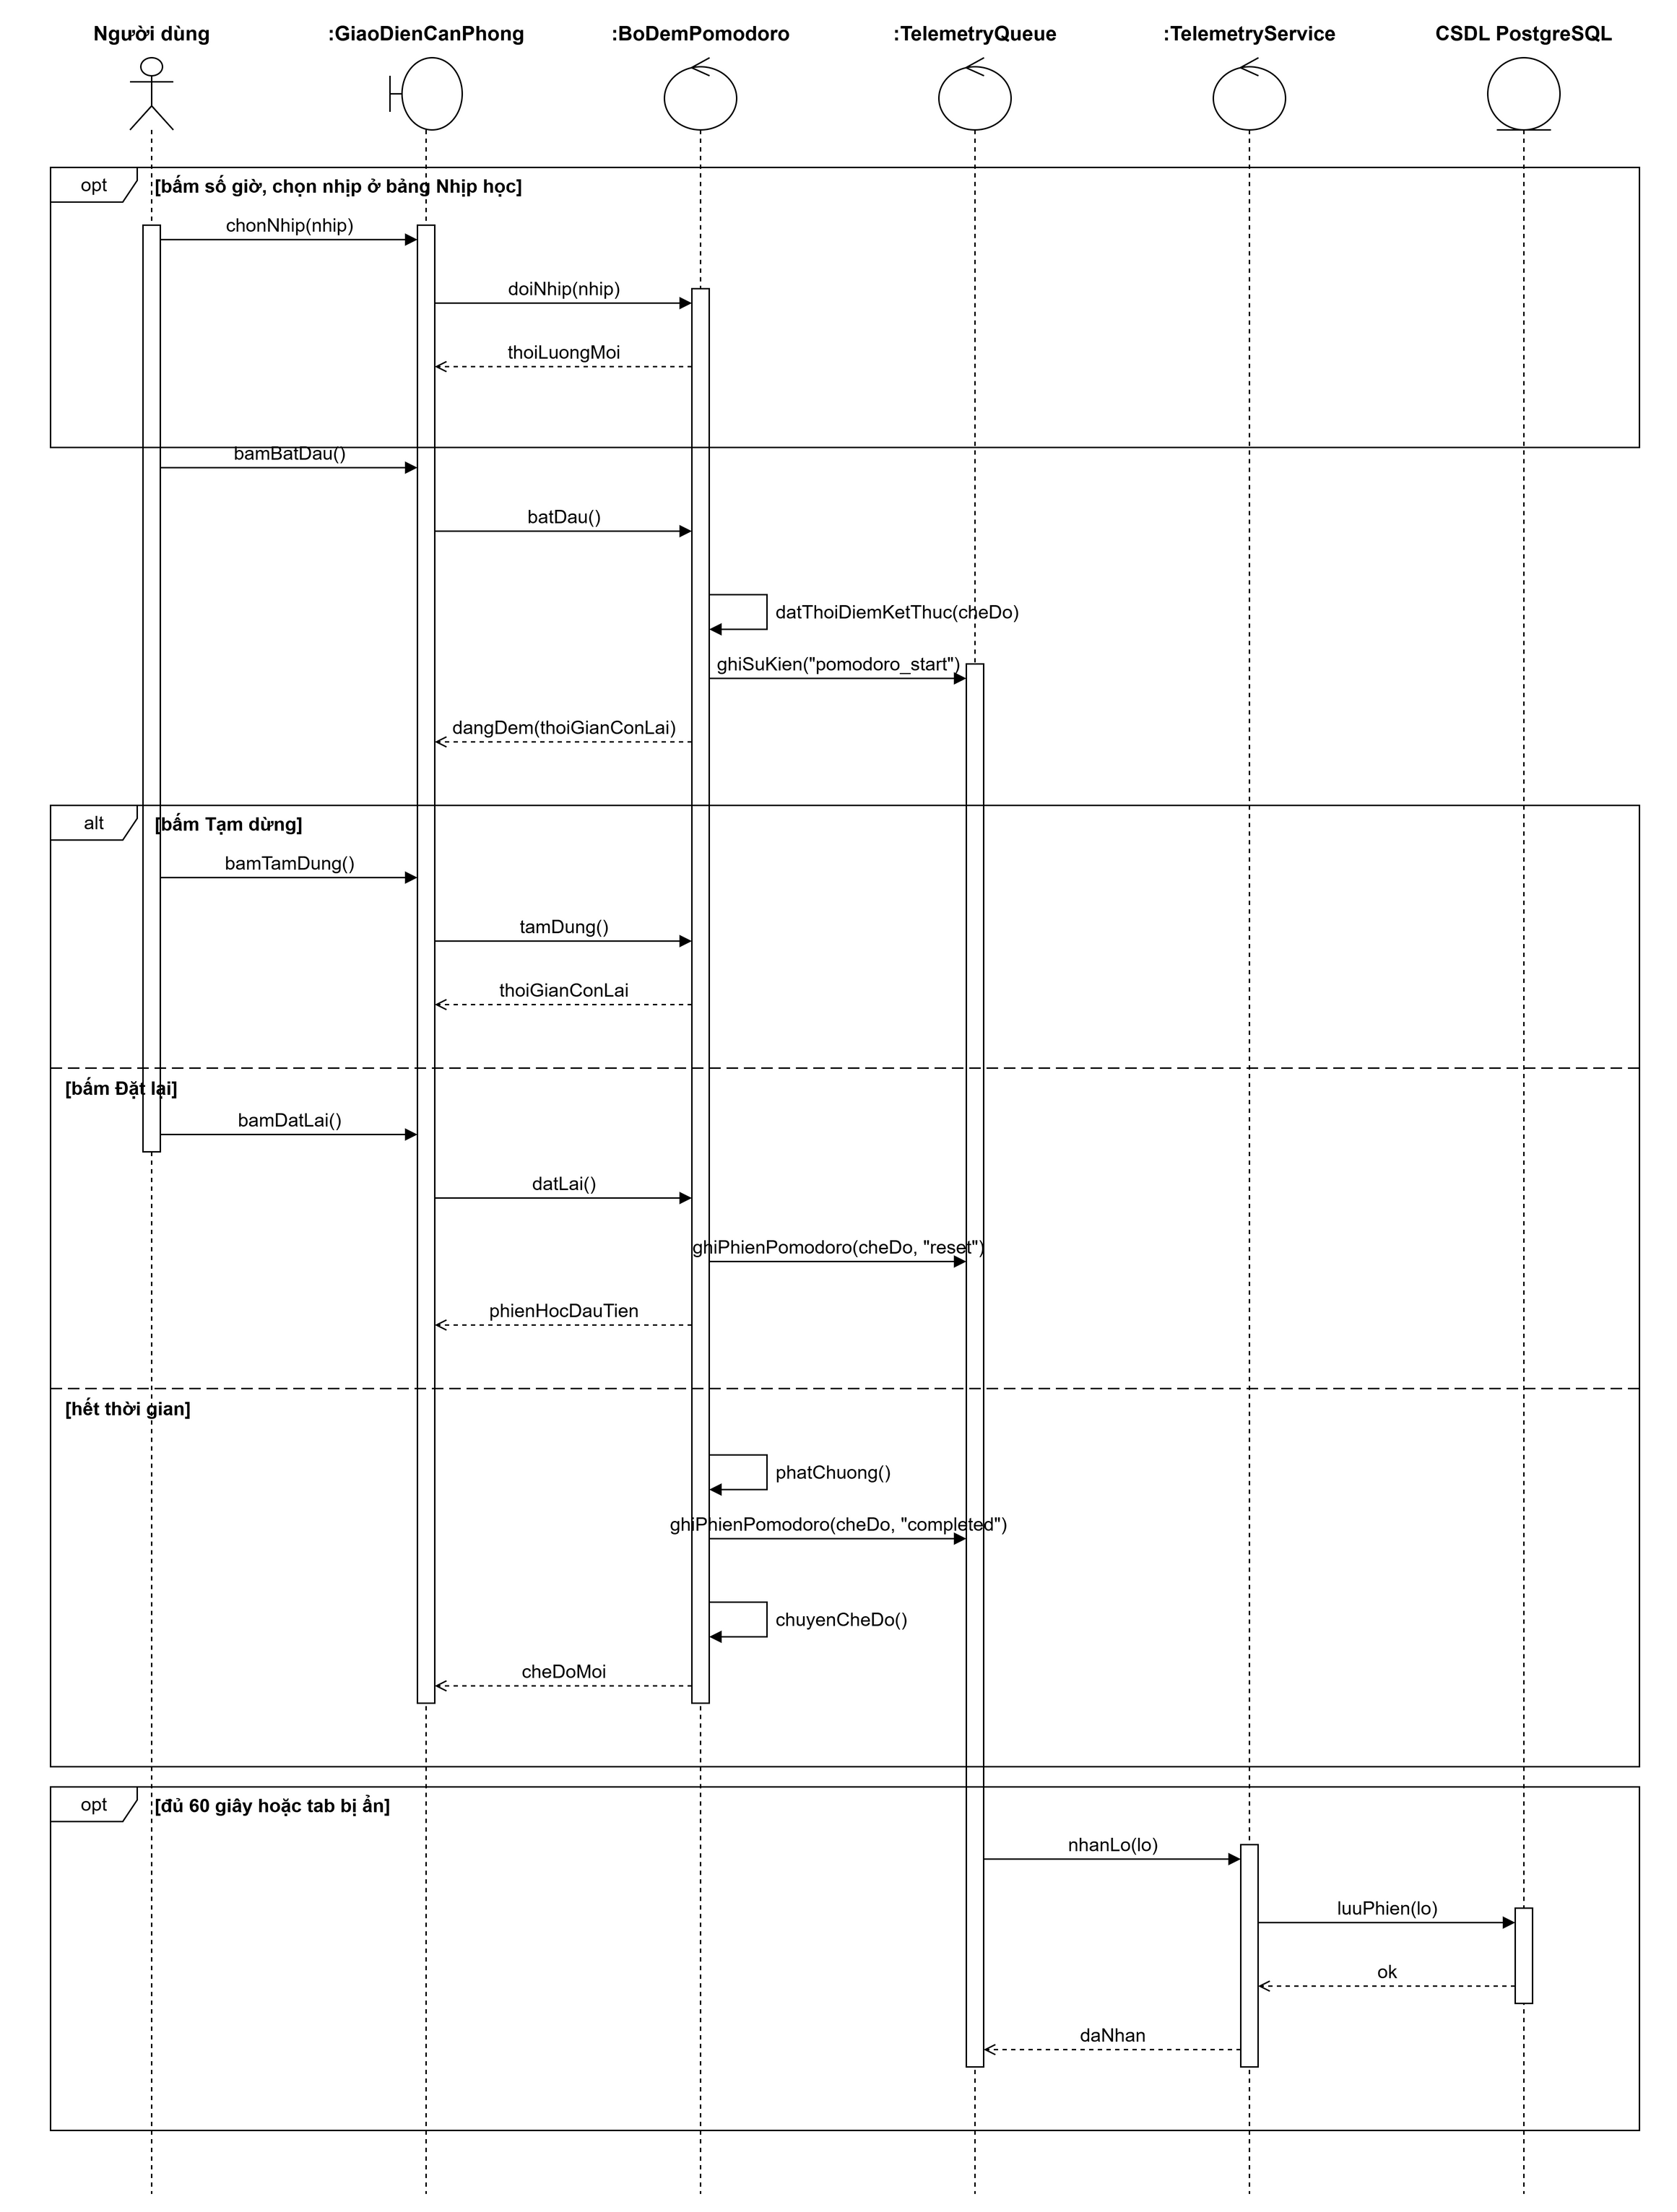 Người dùng
:GiaoDienCanPhong
:BoDemPomodoro
:TelemetryQueue
:TelemetryService
CSDL PostgreSQL
opt
[bấm số giờ, chọn nhịp ở bảng Nhịp học]
chonNhip(nhip)
doiNhip(nhip)
thoiLuongMoi
bamBatDau()
batDau()
datThoiDiemKetThuc(cheDo)
ghiSuKien("pomodoro_start")
dangDem(thoiGianConLai)
alt
[bấm Tạm dừng]
bamTamDung()
tamDung()
thoiGianConLai
[bấm Đặt lại]
bamDatLai()
datLai()
ghiPhienPomodoro(cheDo, "reset")
phienHocDauTien
[hết thời gian]
phatChuong()
ghiPhienPomodoro(cheDo, "completed")
chuyenCheDo()
cheDoMoi
opt
[đủ 60 giây hoặc tab bị ẩn]
nhanLo(lo)
luuPhien(lo)
ok
daNhan